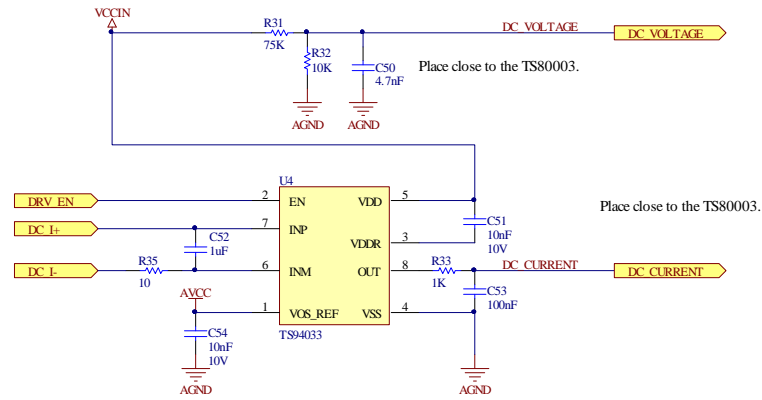 VCCIN
R31
75K
DC_VOLTAGE
DC_VOLTAGE
R32
10K
C50
4.7nF
Place close to the TS80003.
AGND
AGND
U4
DRV_EN
2
EN
VDD
5
Place close to the TS80003.
DC_I+
7
INP
C51
10nF
10V
C52
1uF
VDDR
3
DC_I-
R35
10
6
INM
OUT
8
R33
1K
DC_CURRENT
DC_CURRENT
AVCC
C53
100nF
1
VOS_REF
VSS
4
C54
10nF
10V
TS94033
AGND
AGND